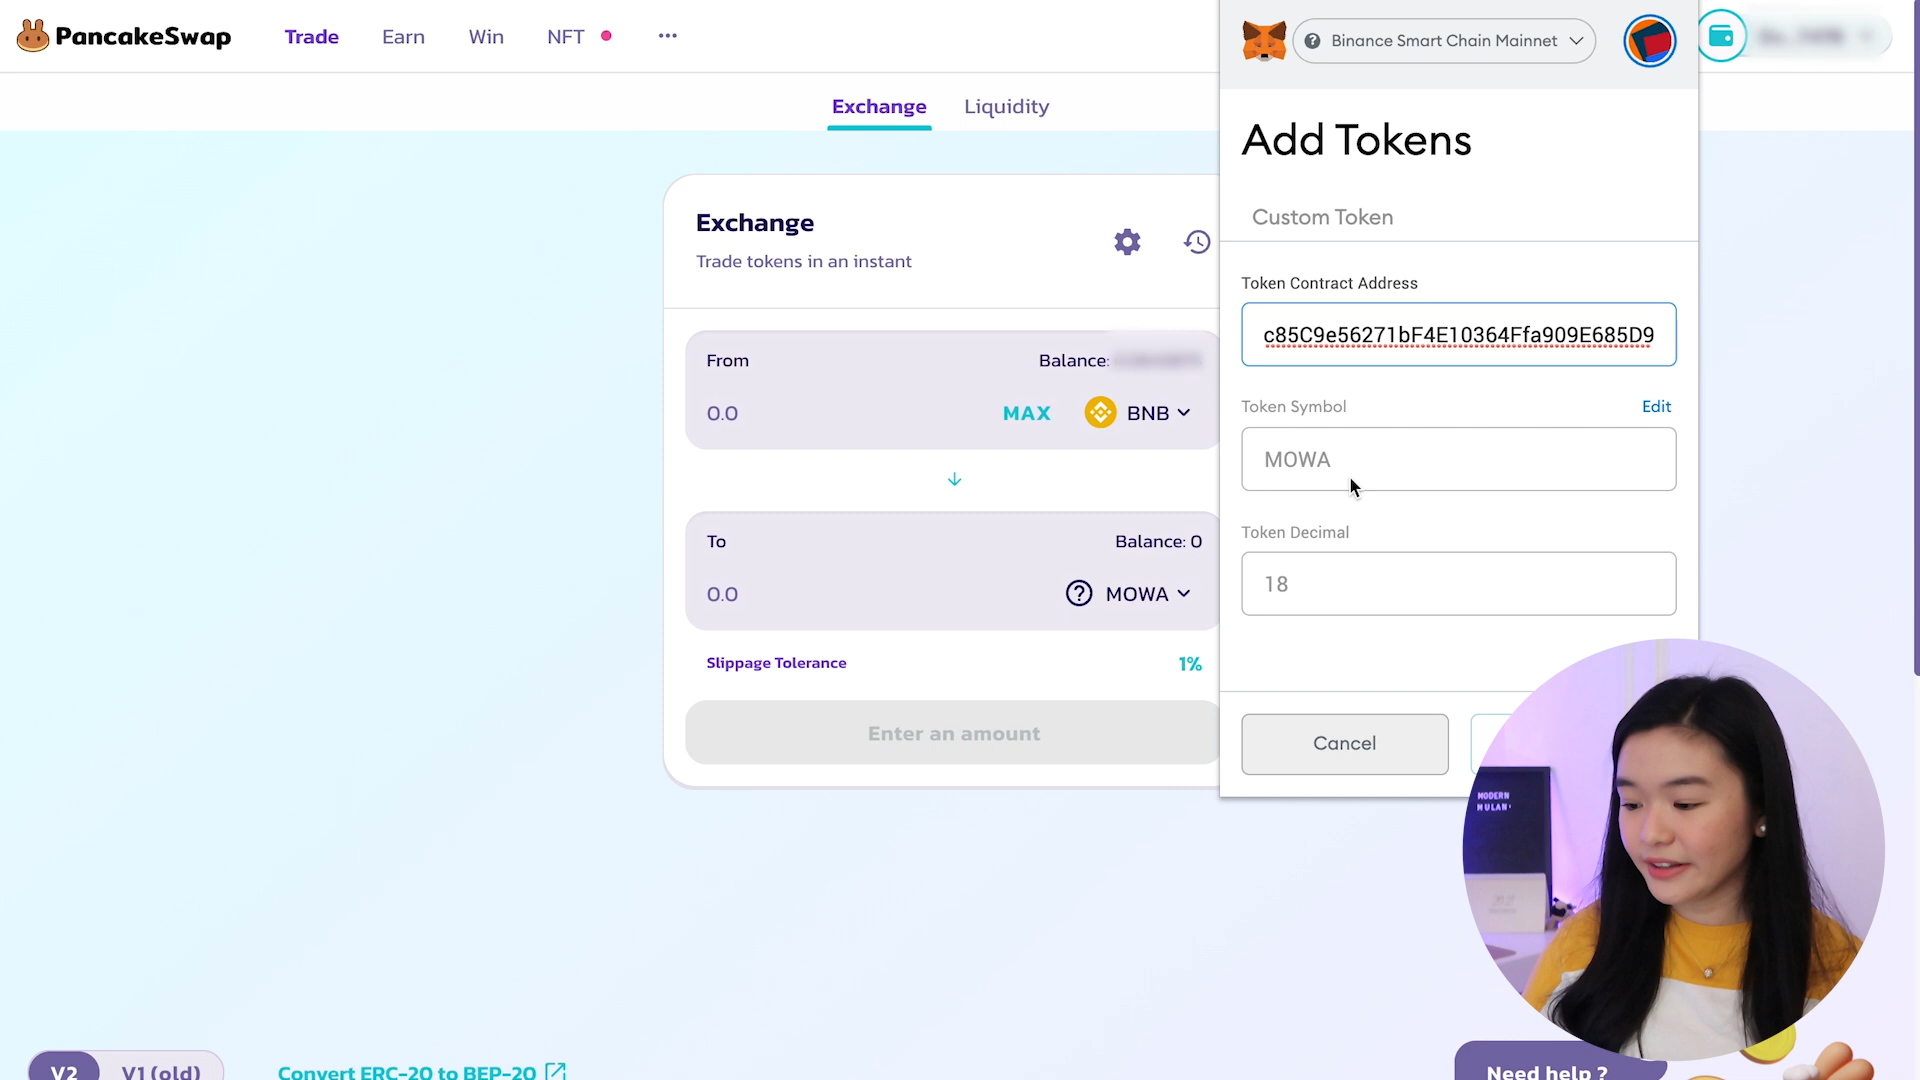 PancakeSwap
Trade
Earn
Win
NFT
Exchange
Liquidity
Exchange
Trade tokens in an instant
From
Balance:
0.0
MAX
BNB
To
Balance: 0
0.0
MOWA
Slippage Tolerance
1%
Enter an amount
V2
V1 (old)
Convert ERC-20 to BEP-20
Binance Smart Chain Mainnet
Add Tokens
Custom Token
Token Contract Address
c85C9e56271bF4E10364Ffa909E685D9
Token Symbol
Edit
MOWA
Token Decimal
18
Cancel
MODERN
MULAN
Need help ?